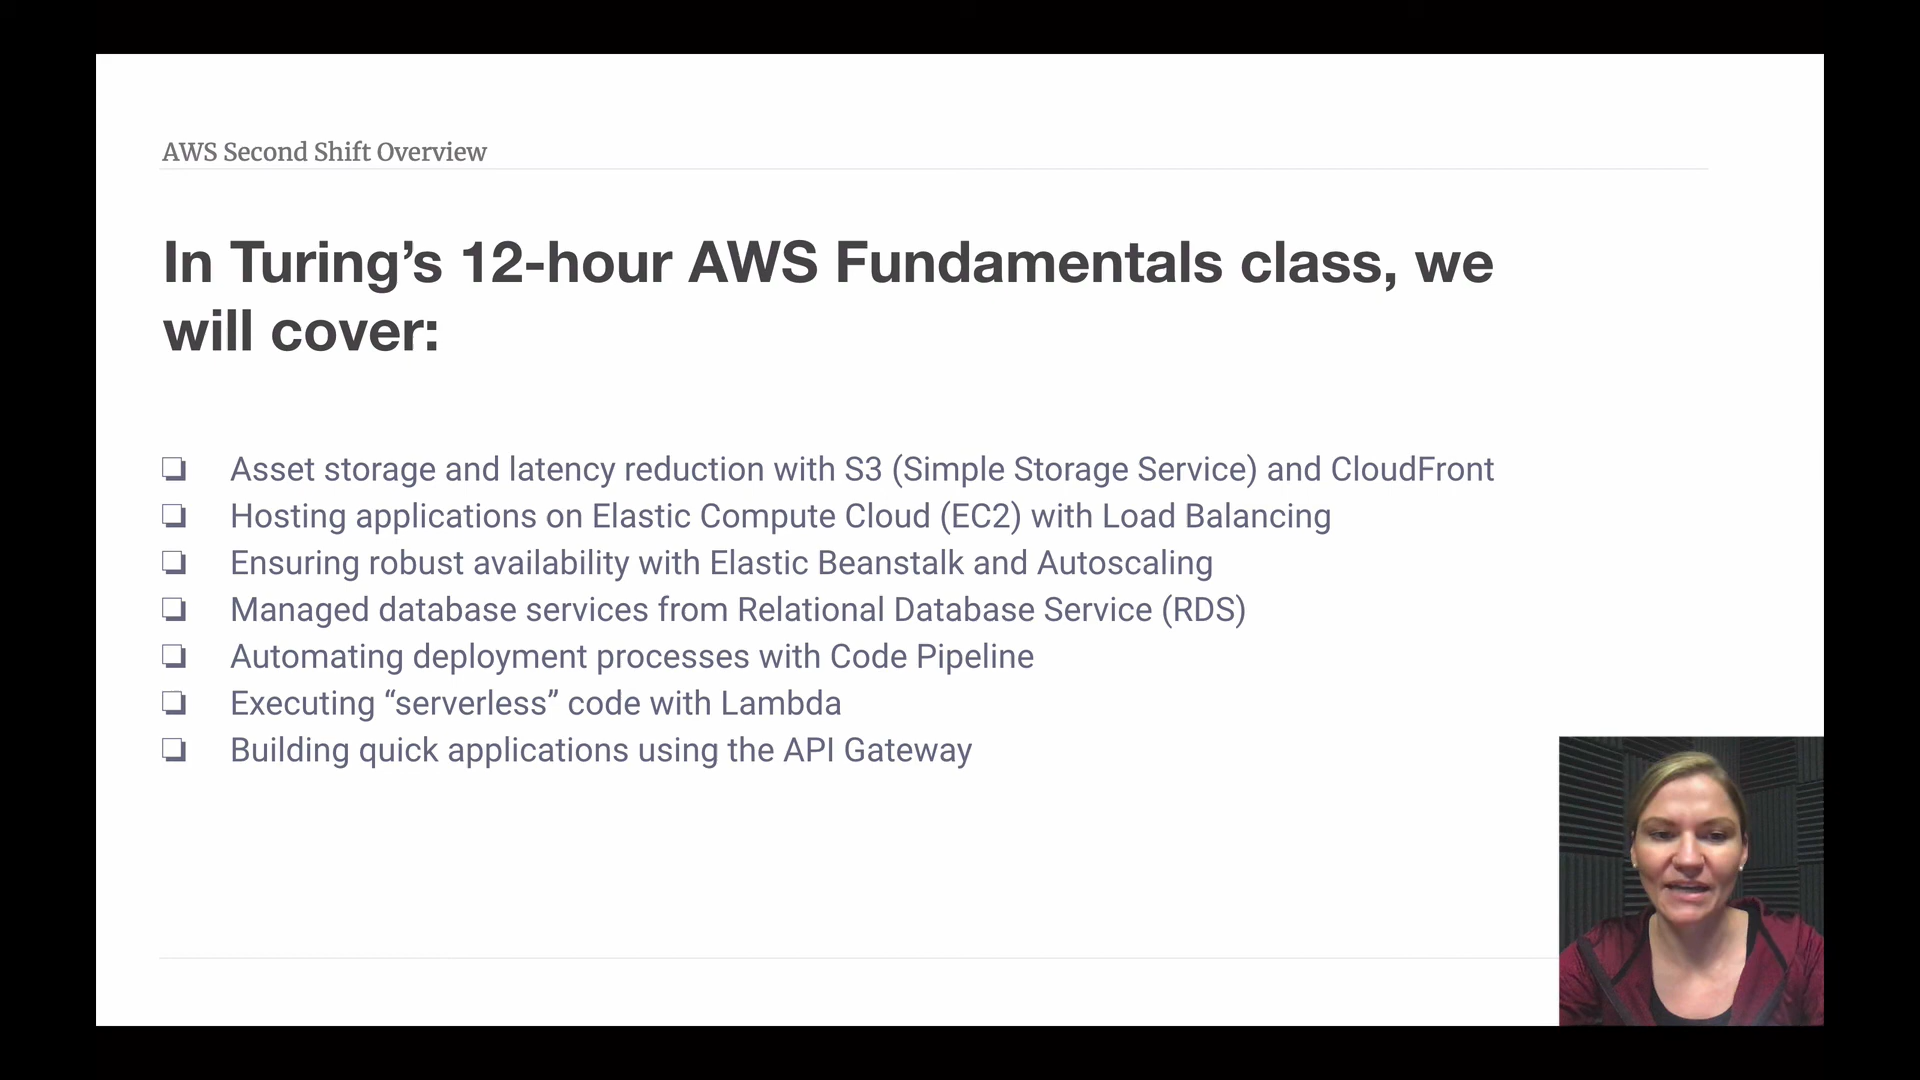 AWS Second Shift Overview
In Turing’s 12-hour AWS Fundamentals class, we
will cover:
❏ Asset storage and latency reduction with S3 (Simple Storage Service) and CloudFront
❏ Hosting applications on Elastic Compute Cloud (EC2) with Load Balancing
❏ Ensuring robust availability with Elastic Beanstalk and Autoscaling
❏ Managed database services from Relational Database Service (RDS)
❏ Automating deployment processes with Code Pipeline
❏ Executing “serverless” code with Lambda
❏ Building quick applications using the API Gateway